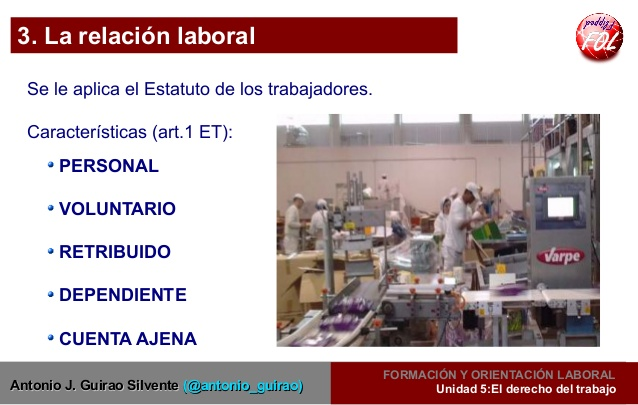 3. La relación laboral
Flipped
FOL
Se le aplica el Estatuto de los trabajadores.
Características (art.1 ET):
PERSONAL
VOLUNTARIO
RETRIBUIDO
DEPENDIENTE
CUENTA AJENA
Varpe
Antonio J. Guirao Silvente (@antonio_guirao)
FORMACIÓN Y ORIENTACIÓN LABORAL
Unidad 5:El derecho del trabajo